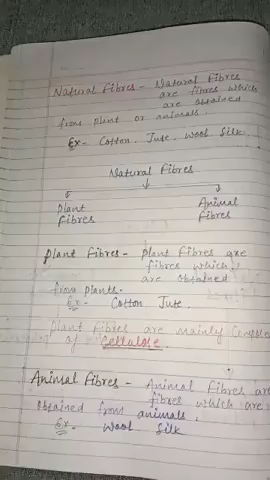 Natural Fibres - Natural Fibres
are fibres which
are obtained
from plant or animals.
Ex - Cotton, Jute, Wool, Silk.
Natural Fibres
Plant Fibres
Animal Fibres
Plant Fibres - plant Fibres are
fibres which
are obtained
from plants.
Ex - Cotton Jute.
Plant Fibres are mainly
of Cellulose.
Animal Fibres - Animal Fibres are
fibres which are
obtained from animals.
Ex. Wool Silk